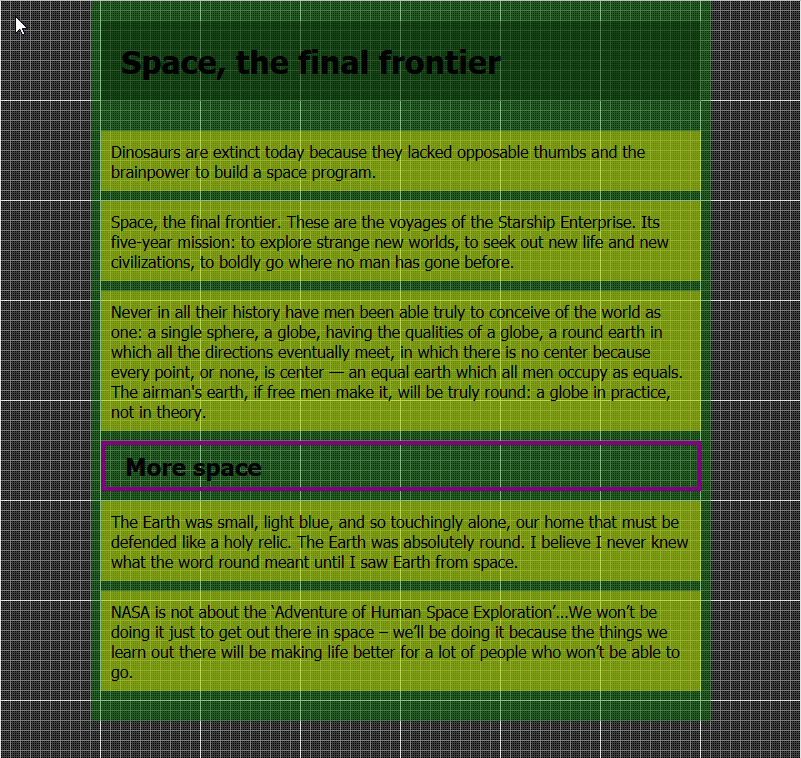 Space, the final frontier
Dinosaurs are extinct today because they lacked opposable thumbs and the
brainpower to build a space program.
Space, the final frontier. These are the voyages of the Starship Enterprise. Its
five-year mission: to explore strange new worlds, to seek out new life and new
civilizations, to boldly go where no man has gone before.
Never in all their history have men been able truly to conceive of the world as
one: a single sphere, a globe, having the qualities of a globe, a round earth in
which all the directions eventually meet, in which there is no center because
every point, or none, is center — an equal earth which all men occupy as equals.
The airman's earth, if free men make it, will be truly round: a globe in practice,
not in theory.
More space
The Earth was small, light blue, and so touchingly alone, our home that must be
defended like a holy relic. The Earth was absolutely round. I believe I never knew
what the word round meant until I saw Earth from space.
NASA is not about the ‘Adventure of Human Space Exploration’…We won’t be
doing it just to get out there in space – we’ll be doing it because the things we
learn out there will be making life better for a lot of people who won’t be able to
go.